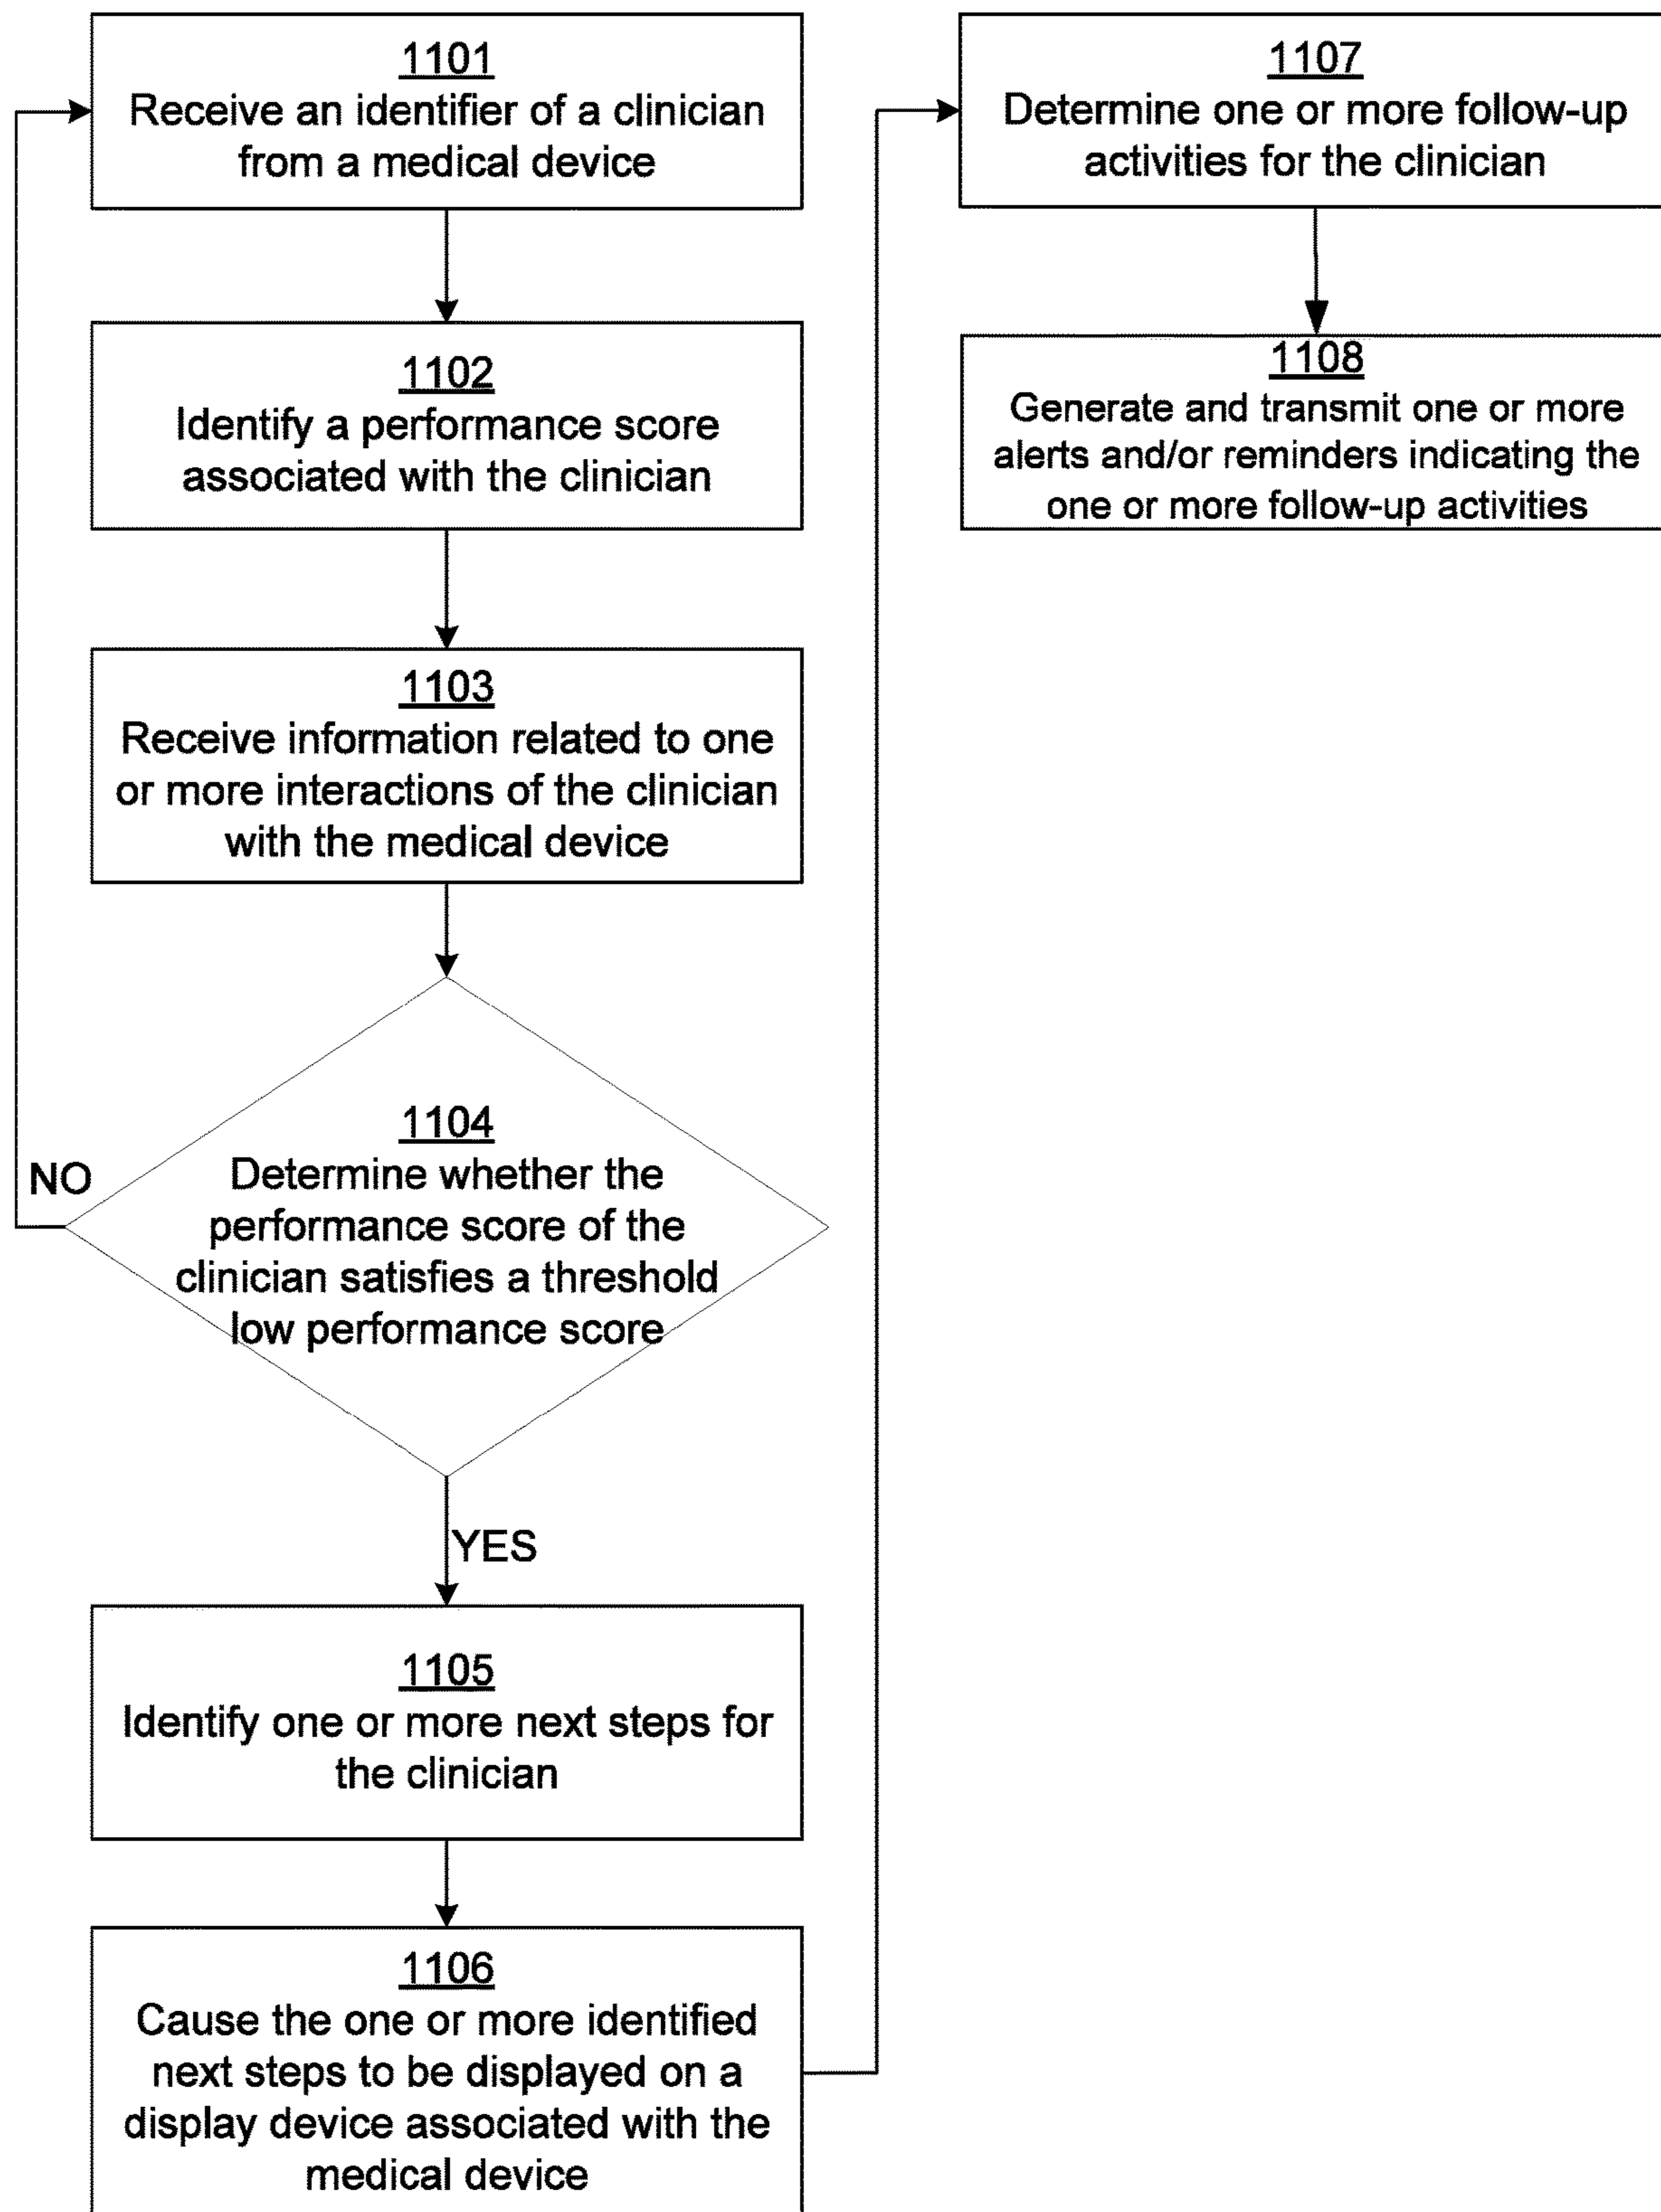 1101
Receive an identifier of a clinician
from a medical device
1102
Identify a performance score
associated with the clinician
1103
Receive information related to one
or more interactions of the clinician
with the medical device
1104
Determine whether the
performance score of the
clinician satisfies a threshold
low performance score
NO
YES
1105
Identify one or more next steps for
the clinician
1106
Cause the one or more identified
next steps to be displayed on a
display device associated with the
medical device
1107
Determine one or more follow-up
activities for the clinician
1108
Generate and transmit one or more
alerts and/or reminders indicating the
one or more follow-up activities